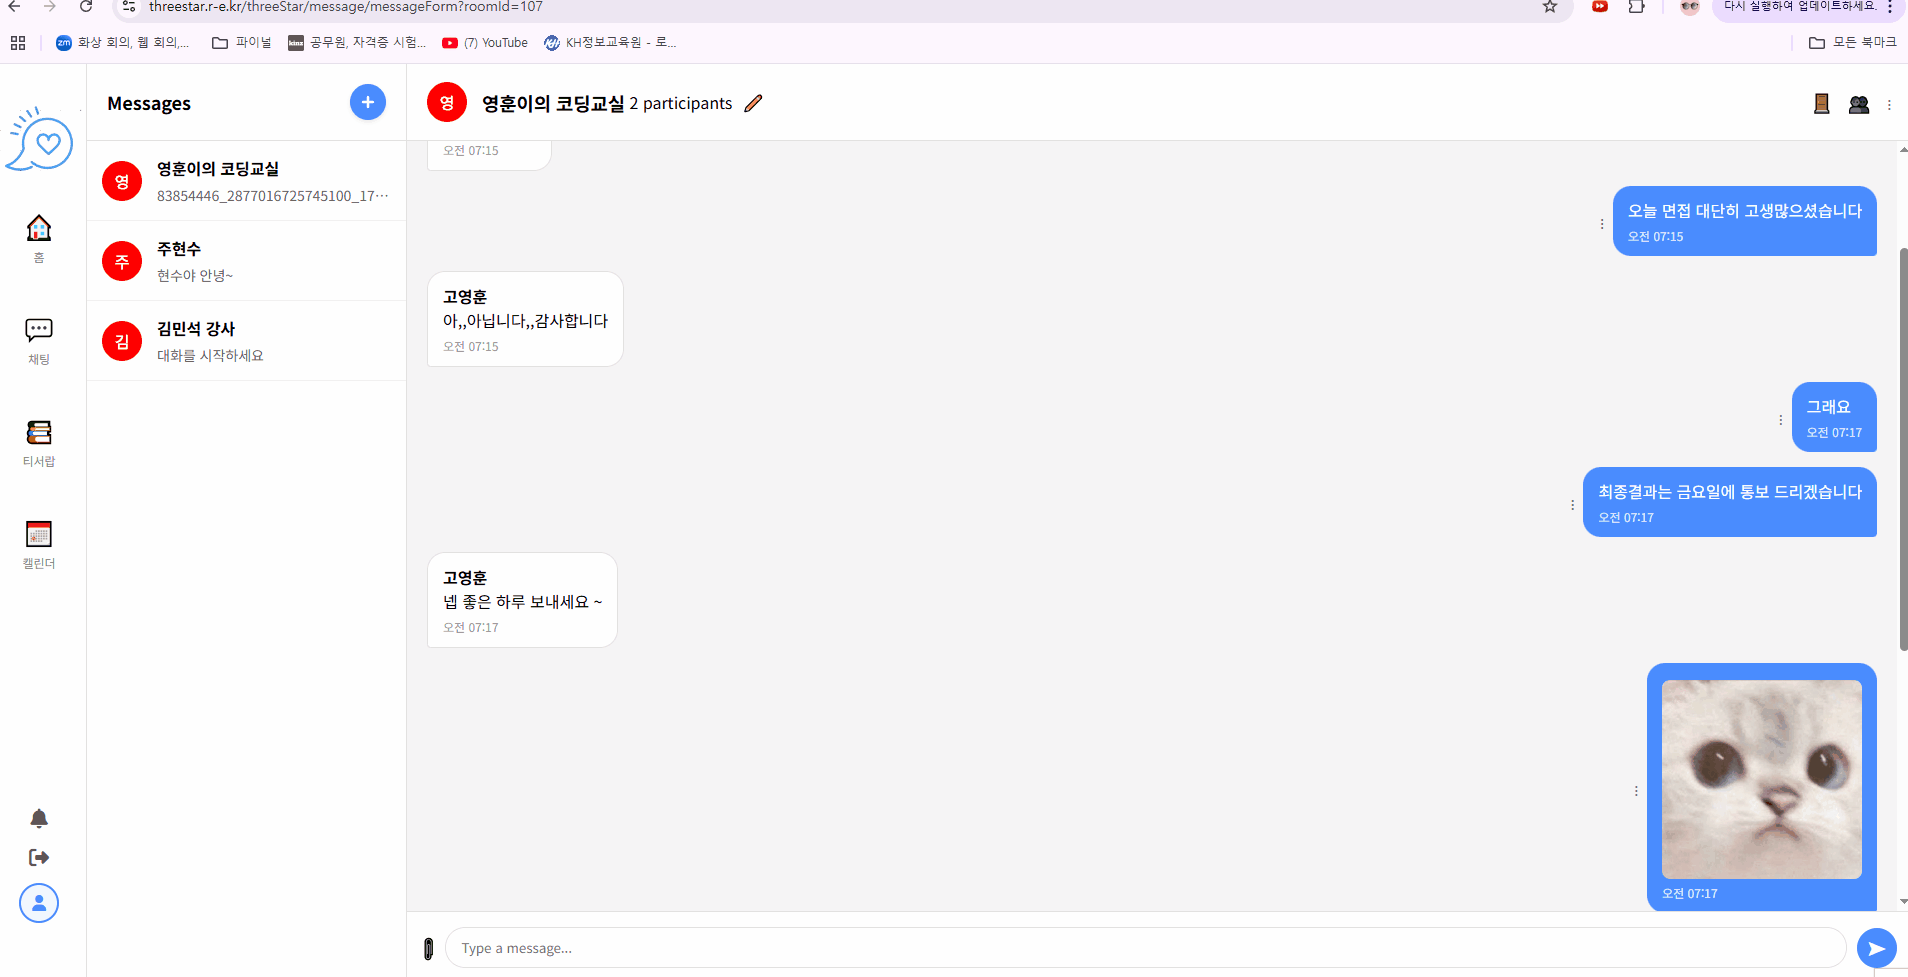 threestar.r-e.kr/threeStar/message/messageForm?roomId=107
다시 실행하여 업데이트하세요.
zm 화상 회의, 웹 회의,...
파이널
kinz 공무원, 자격증 시험...
(7) YouTube
KH정보교육원 - 로...
모든 북마크
홈
채팅
티서랍
캘린더
Messages
+
영
영훈이의 코딩교실
83854446_2877016725745100_17...
주
주현수
현수야 안녕~
김
김민석 강사
대화를 시작하세요
영
영훈이의 코딩교실 2 participants
오전 07:15
오늘 면접 대단히 고생많으셨습니다
오전 07:15
고영훈
아,,아닙니다,,감사합니다
오전 07:15
그래요
오전 07:17
최종결과는 금요일에 통보 드리겠습니다
오전 07:17
고영훈
넵 좋은 하루 보내세요 ~
오전 07:17
오전 07:17
Type a message...